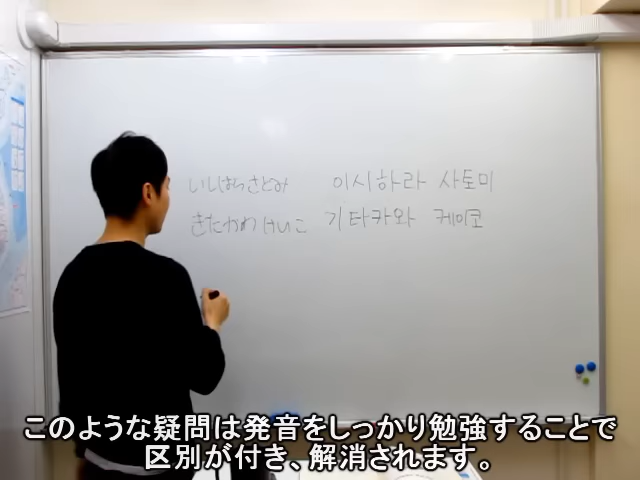 いしはらさとみ 이시하라 사토미
きたがわけいこ 기타카와 케이코
このような疑問は発音をしっかり勉強することで
区別が付き、解消されます。